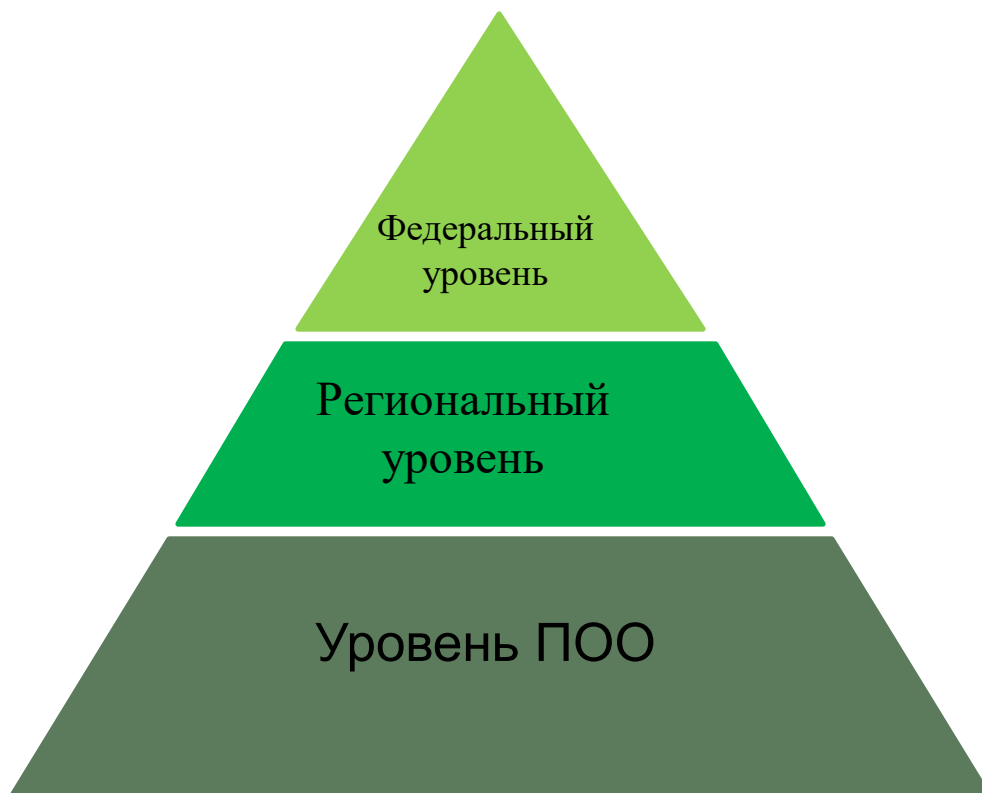 Федеральный
уровень
Региональный
уровень
Уровень ПОО